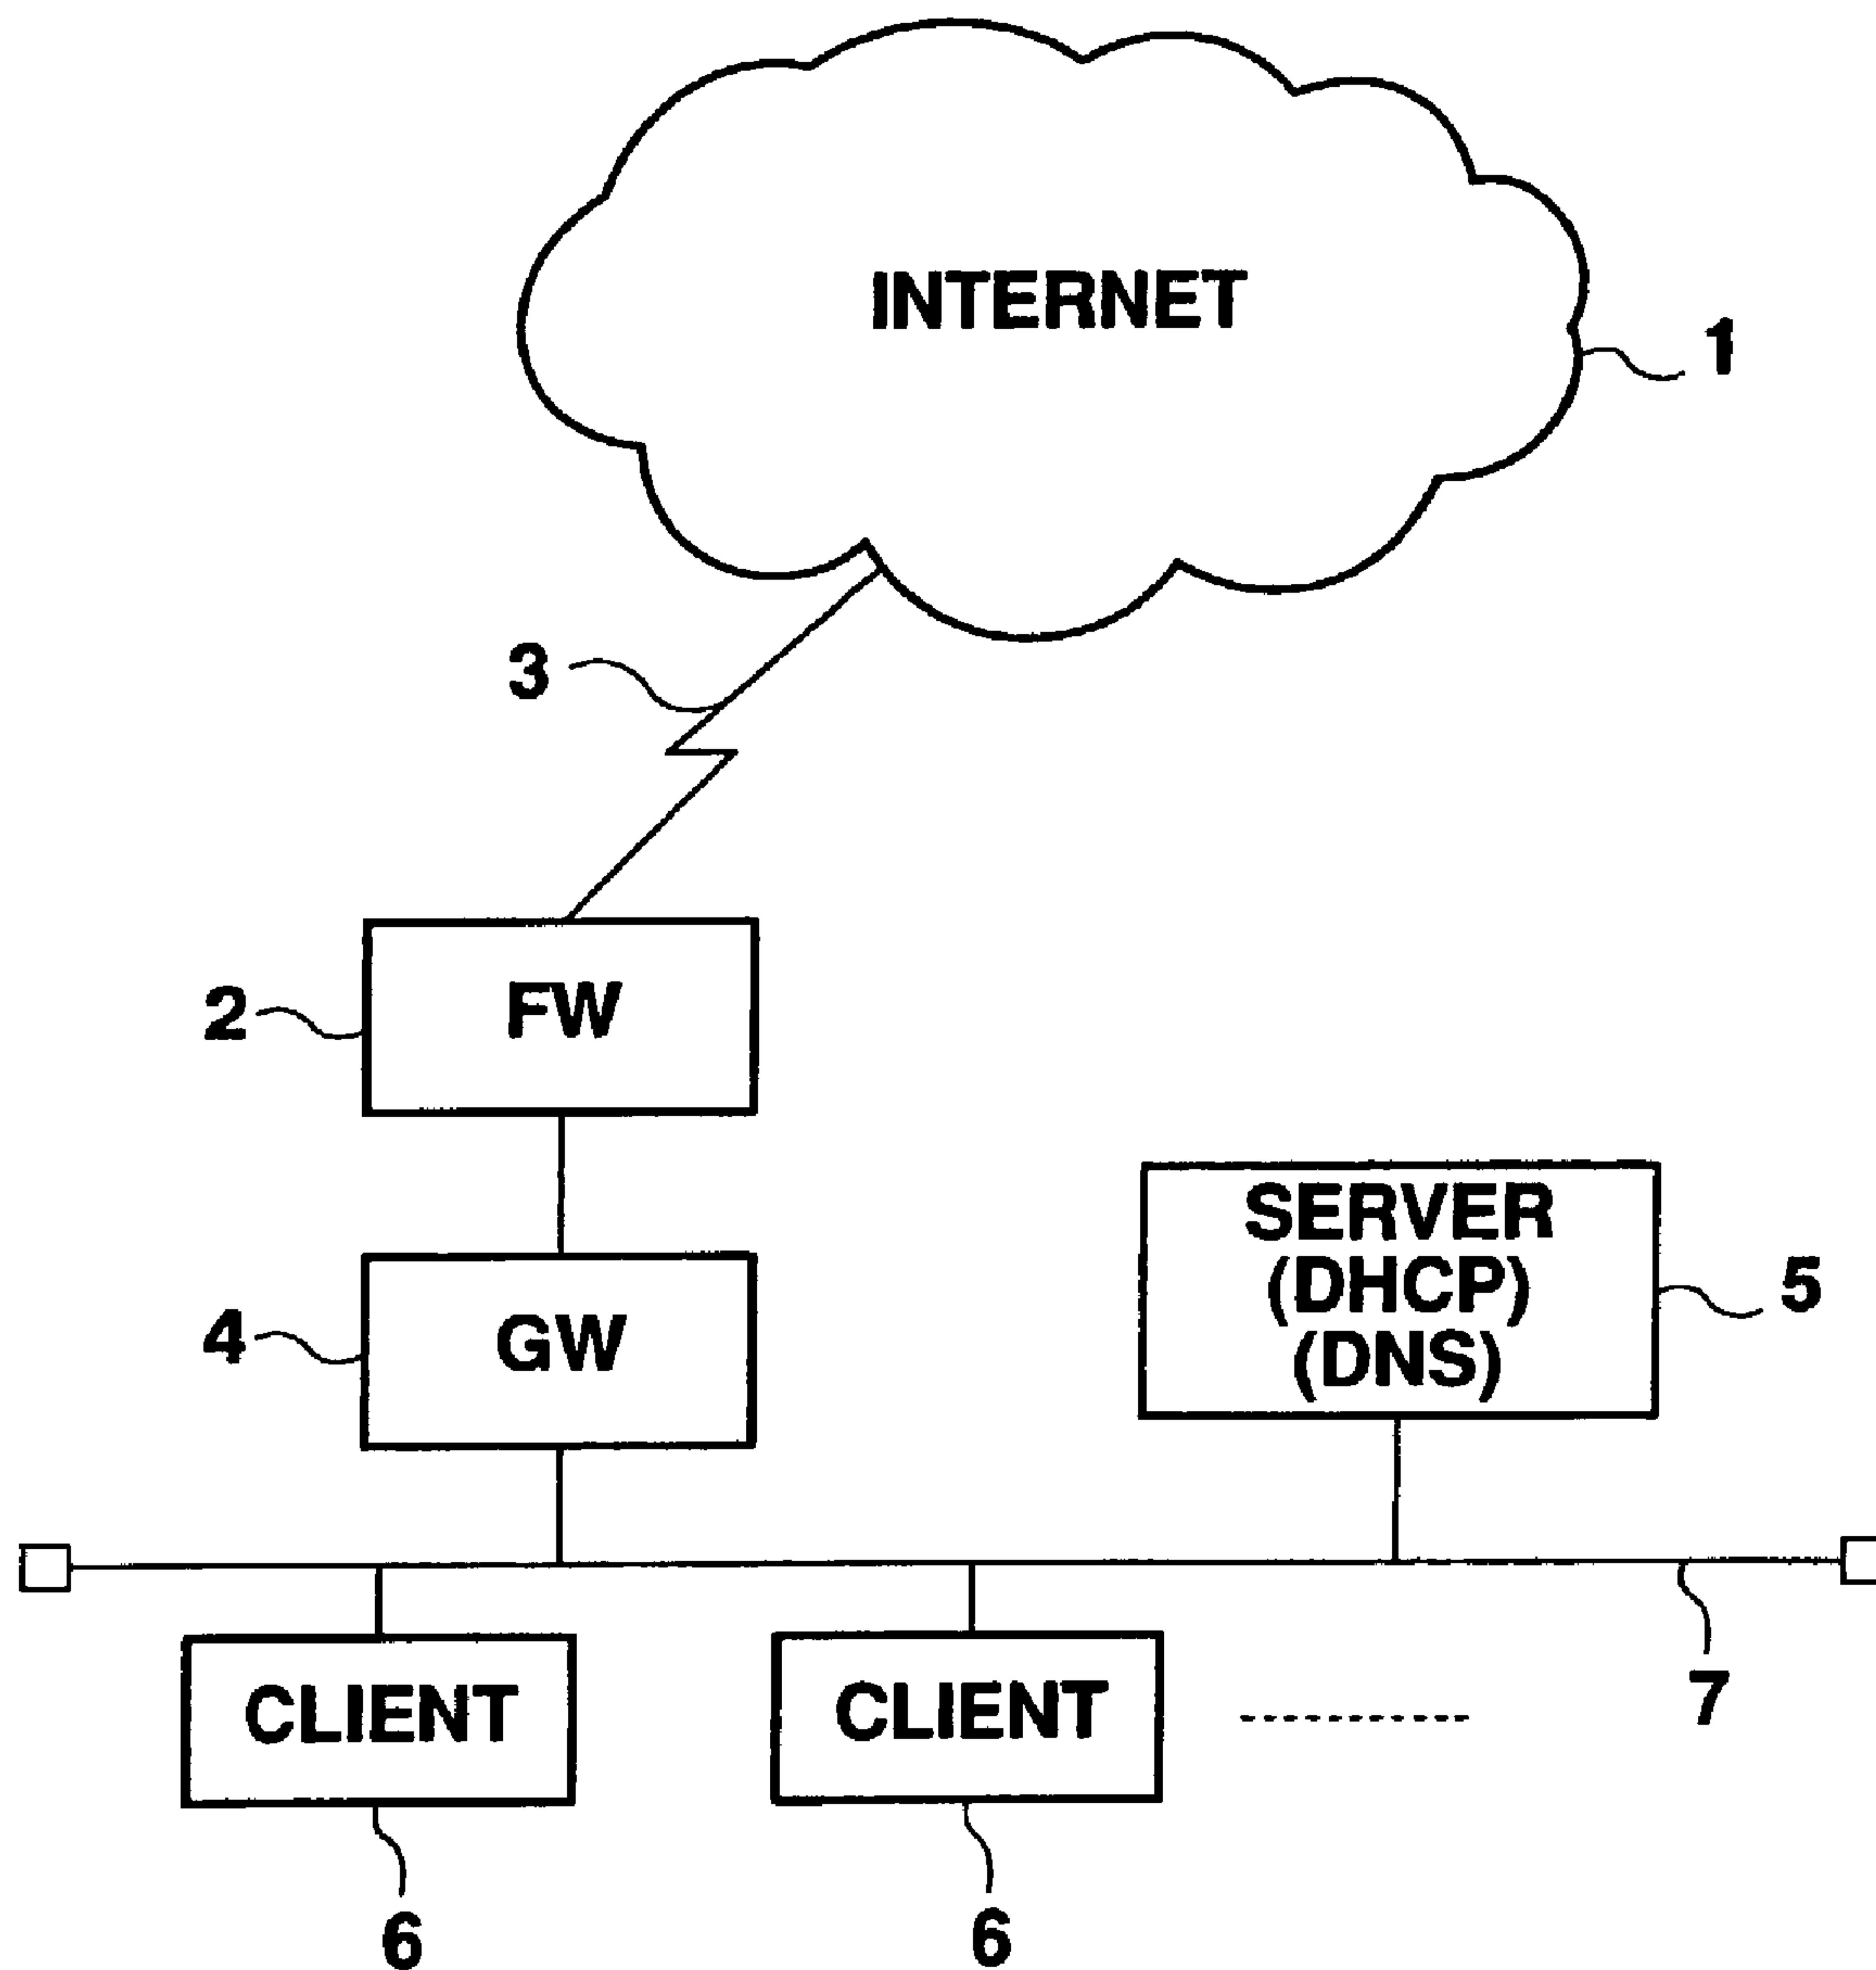 INTERNET
1
3
2
FW
SERVER
(DHCP)
(DNS)
5
4
GW
CLIENT
CLIENT
7
6
6